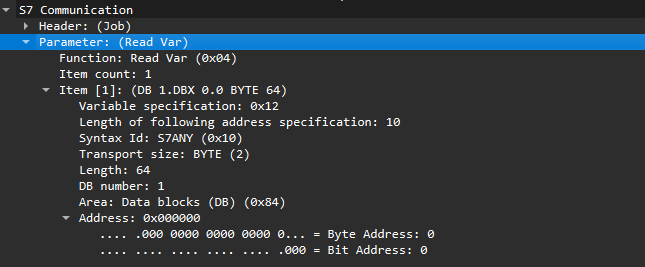 S7 Communication
Header: (Job)
Parameter: (Read Var)
Function: Read Var (0x04)
Item count: 1
Item [1]: (DB 1.DBX 0.0 BYTE 64)
Variable specification: 0x12
Length of following address specification: 10
Syntax Id: S7ANY (0x10)
Transport size: BYTE (2)
Length: 64
DB number: 1
Area: Data blocks (DB) (0x84)
Address: 0x000000
.... .000 0000 0000 0000 0... = Byte Address: 0
.... .... .... .... .... .000 = Bit Address: 0